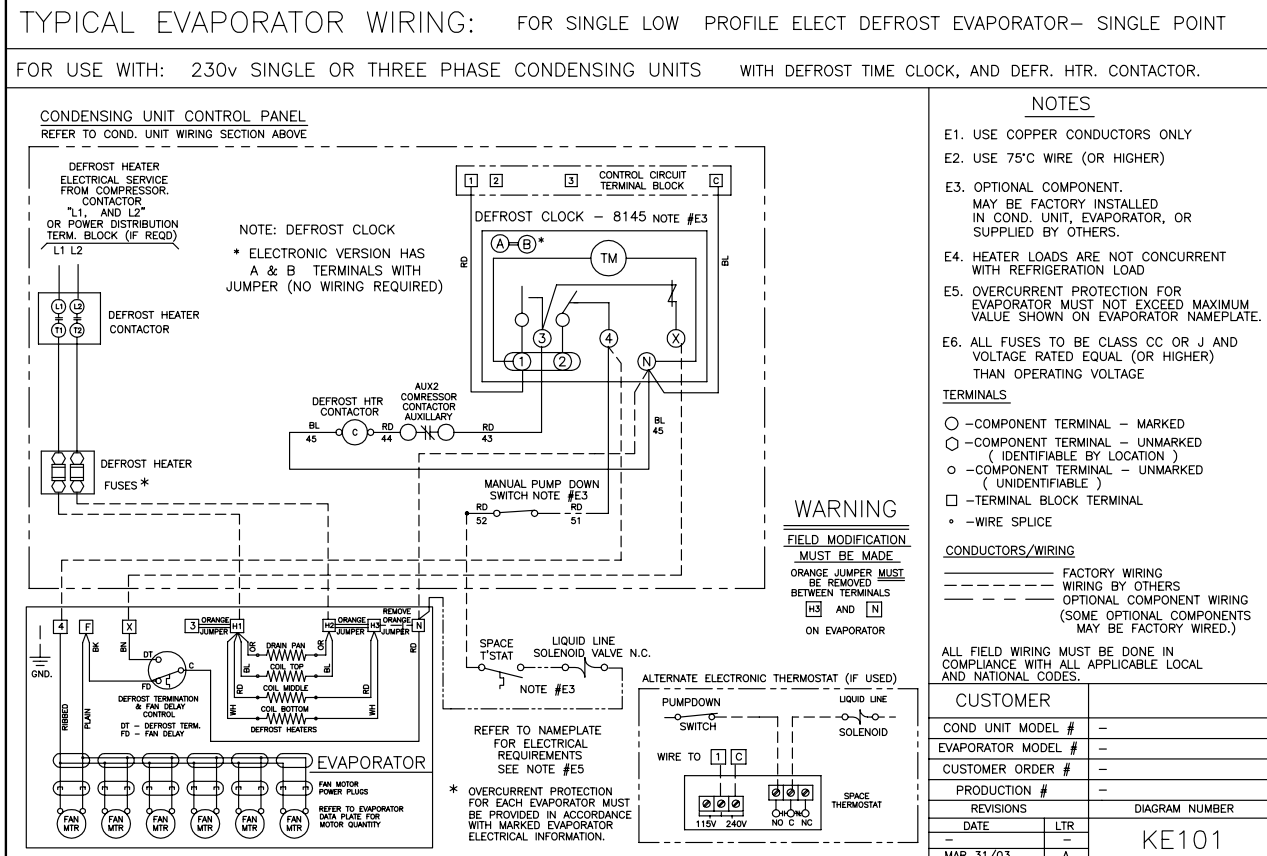 TYPICAL EVAPORATOR WIRING: FOR SINGLE LOW PROFILE ELECT DEFROST EVAPORATOR– SINGLE POINT
FOR USE WITH: 230v SINGLE OR THREE PHASE CONDENSING UNITS WITH DEFROST TIME CLOCK, AND DEFR. HTR. CONTACTOR.
CONDENSING UNIT CONTROL PANEL
REFER TO COND. UNIT WIRING SECTION ABOVE
DEFROST HEATER
ELECTRICAL SERVICE
FROM COMPRESSOR.
CONTACTOR
"L1, AND L2"
OR POWER DISTRIBUTION
TERM. BLOCK (IF REQD)
L1 L2
L1 L2
T1 T2
DEFROST HEATER
CONTACTOR
NOTE: DEFROST CLOCK
* ELECTRONIC VERSION HAS
A & B TERMINALS WITH
JUMPER (NO WIRING REQUIRED)
1 2 3 CONTROL CIRCUIT C
TERMINAL BLOCK
DEFROST CLOCK – 8145 NOTE #E3
A B *
TM
RD
BL
3 4 X
1 2 N
DEFROST HTR
CONTACTOR
AUX2
COMRESSOR
CONTACTOR
AUXILLARY
BL
45
C
RD
44
RD
43
BL
45
DEFROST HEATER
FUSES *
MANUAL PUMP DOWN
SWITCH NOTE #E3
RD
52
RD
51
WARNING
FIELD MODIFICATION
MUST BE MADE
ORANGE JUMPER MUST
BE REMOVED
BETWEEN TERMINALS
H3 AND N
ON EVAPORATOR
4 F X 3 ORANGE H1 H2 ORANGE H3 ORANGE N
REMOVE
JUMPER JUMPER JUMPER
GND.
BK
BN
DT
C
FD
DEFROST TERMINATION
& FAN DELAY
CONTROL
DT – DEFROST TERM.
FD – FAN DELAY
RIBBED
PLAIN
OR DRAIN PAN OR
BL COIL TOP BL
RD COIL MIDDLE RD
WH COIL BOTTOM WH
DEFROST HEATERS
RD
EVAPORATOR
FAN MOTOR
POWER PLUGS
REFER TO EVAPORATOR
DATA PLATE FOR
MOTOR QUANTITY
FAN MTR
FAN MTR
FAN MTR
FAN MTR
FAN MTR
FAN MTR
SPACE
T'STAT
LIQUID LINE
SOLENOID VALVE N.C.
NOTE #E3
REFER TO NAMEPLATE
FOR ELECTRICAL
REQUIREMENTS
SEE NOTE #E5
* OVERCURRENT PROTECTION
FOR EACH EVAPORATOR MUST
BE PROVIDED IN ACCORDANCE
WITH MARKED EVAPORATOR
ELECTRICAL INFORMATION.
ALTERNATE ELECTRONIC THERMOSTAT (IF USED)
PUMPDOWN
SWITCH
LIQUID LINE
SOLENOID
WIRE TO 1 C
115V 240V
NO C NC
SPACE
THERMOSTAT
NOTES
E1. USE COPPER CONDUCTORS ONLY
E2. USE 75°C WIRE (OR HIGHER)
E3. OPTIONAL COMPONENT.
MAY BE FACTORY INSTALLED
IN COND. UNIT, EVAPORATOR, OR
SUPPLIED BY OTHERS.
E4. HEATER LOADS ARE NOT CONCURRENT
WITH REFRIGERATION LOAD
E5. OVERCURRENT PROTECTION FOR
EVAPORATOR MUST NOT EXCEED MAXIMUM
VALUE SHOWN ON EVAPORATOR NAMEPLATE.
E6. ALL FUSES TO BE CLASS CC OR J AND
VOLTAGE RATED EQUAL (OR HIGHER)
THAN OPERATING VOLTAGE
TERMINALS
–COMPONENT TERMINAL – MARKED
–COMPONENT TERMINAL – UNMARKED
( IDENTIFIABLE BY LOCATION )
–COMPONENT TERMINAL – UNMARKED
( UNIDENTIFIABLE )
–TERMINAL BLOCK TERMINAL
–WIRE SPLICE
CONDUCTORS/WIRING
FACTORY WIRING
WIRING BY OTHERS
OPTIONAL COMPONENT WIRING
(SOME OPTIONAL COMPONENTS
MAY BE FACTORY WIRED.)
ALL FIELD WIRING MUST BE DONE IN
COMPLIANCE WITH ALL APPLICABLE LOCAL
AND NATIONAL CODES.
CUSTOMER
COND UNIT MODEL # –
EVAPORATOR MODEL # –
CUSTOMER ORDER # –
PRODUCTION # –
REVISIONS DIAGRAM NUMBER
DATE LTR
– –
KE101
MAR 31/03 A